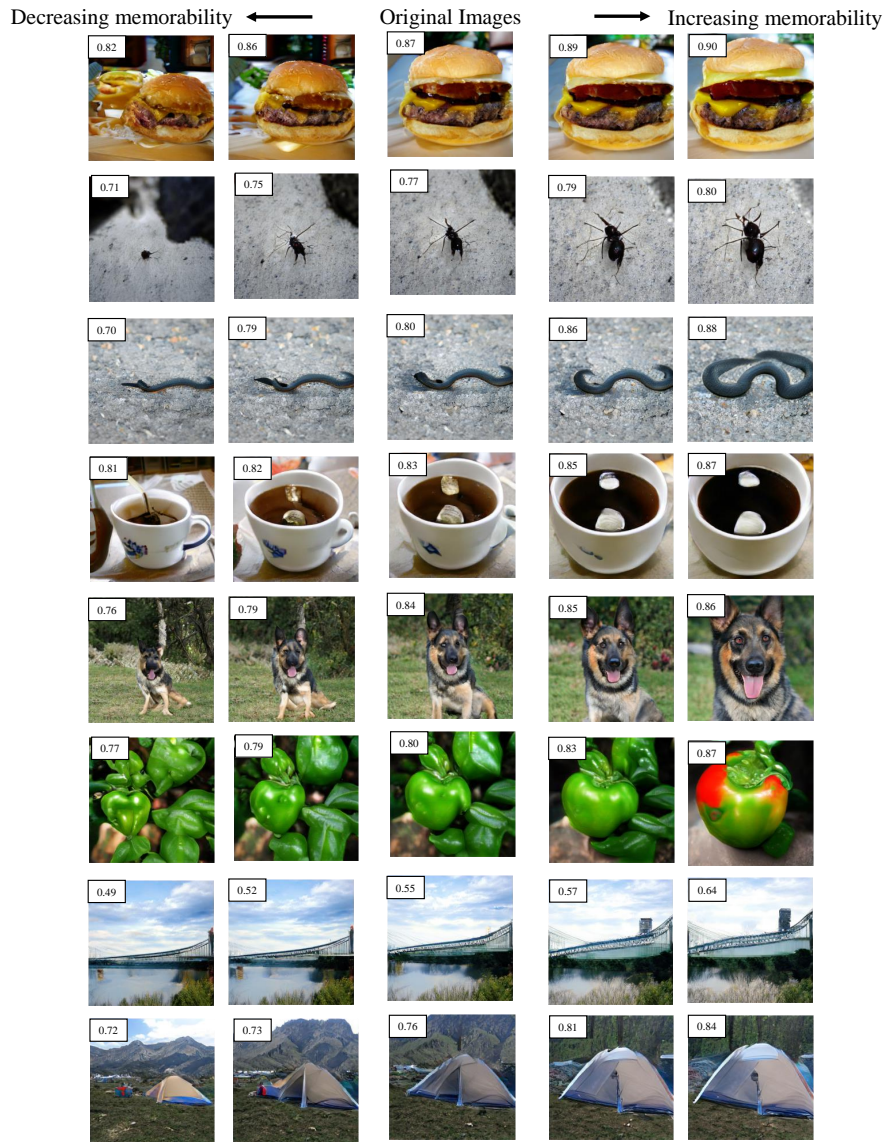 Decreasing memorability
Original Images
Increasing memorability
0.82 0.86 0.87 0.89 0.90
0.71 0.75 0.77 0.79 0.80
0.70 0.79 0.80 0.86 0.88
0.81 0.82 0.83 0.85 0.87
0.76 0.79 0.84 0.85 0.86
0.77 0.79 0.80 0.83 0.87
0.49 0.52 0.55 0.57 0.64
0.72 0.73 0.76 0.81 0.84